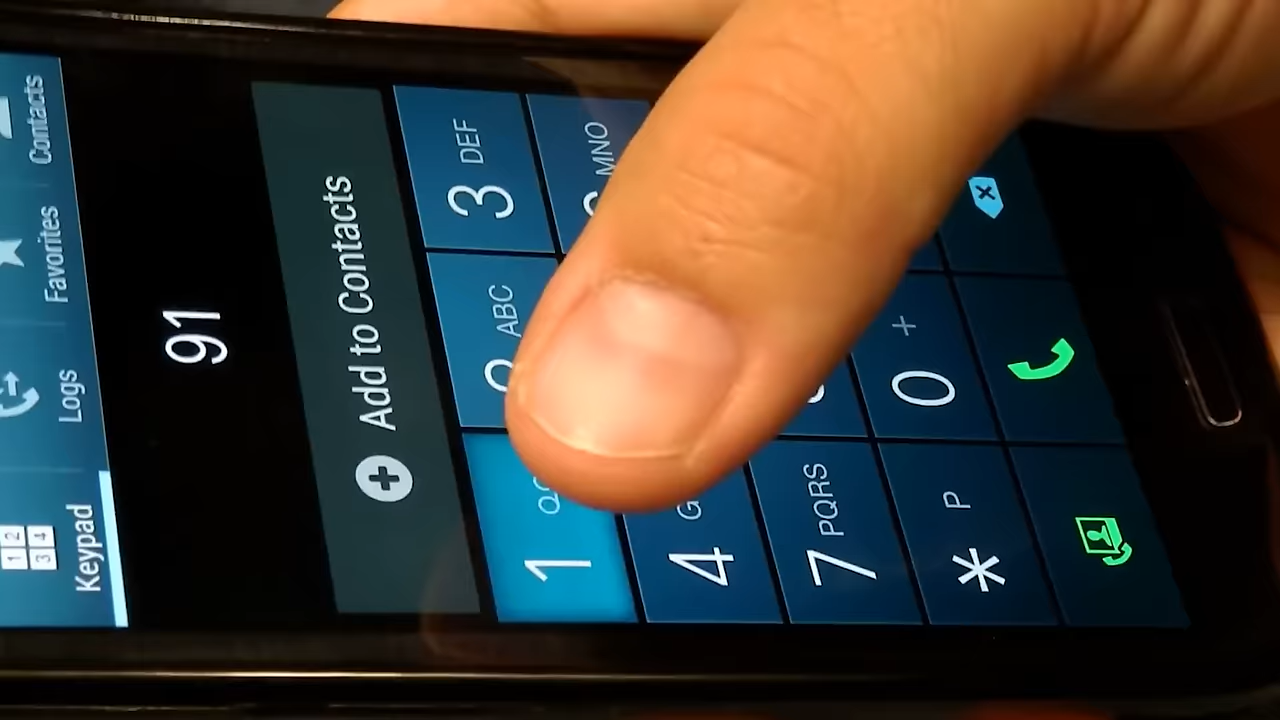 Keypad
Logs
Favorites
Contacts
91
Add to Contacts
1
ABC
3 DEF
4
MNO
7 PQRS
* P
0 +